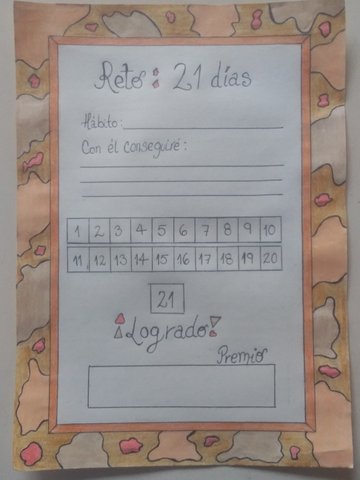 Reto: 21 días
Hábito:
Con él conseguiré:
1 2 3 4 5 6 7 8 9 10
11 12 13 14 15 16 17 18 19 20
21
¡Logrado!
Premio